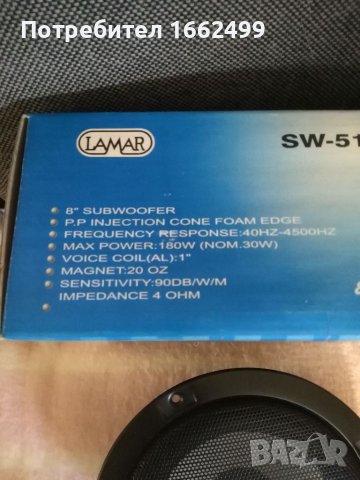 Потребител 1662499
LAMAR
SW-51
8" SUBWOOFER
P.P INJECTION CONE FOAM EDGE
FREQUENCY RESPONSE:40HZ-4500HZ
MAX POWER:180W (NOM.30W)
VOICE COIL(AL):1"
MAGNET:20 OZ
SENSITIVITY:90DB/W/M
IMPEDANCE 4 OHM
BAZAR